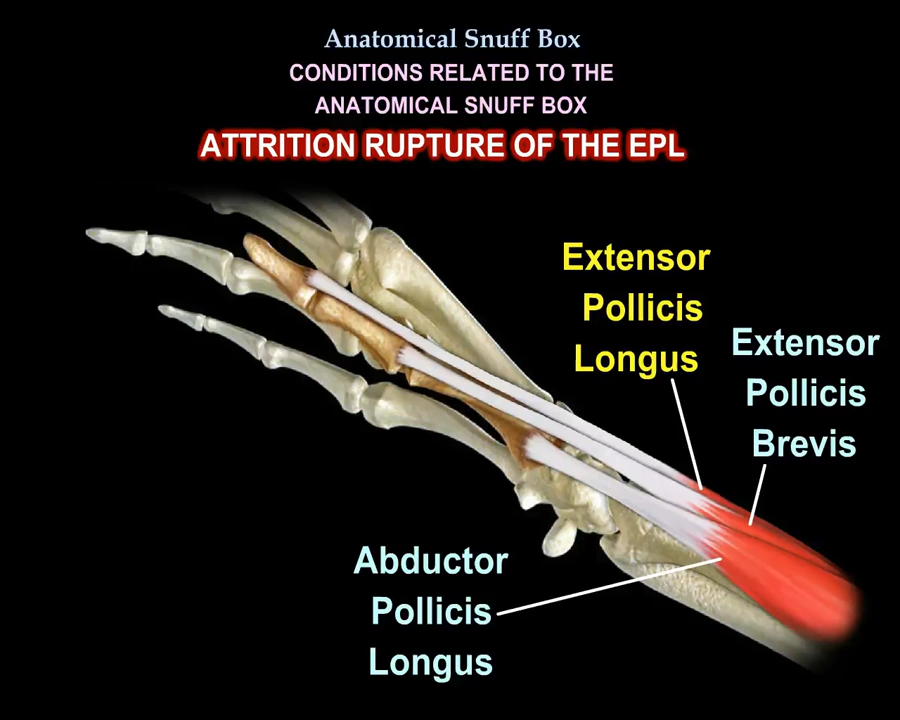 Anatomical Snuff Box
CONDITIONS RELATED TO THE
ANATOMICAL SNUFF BOX
ATTRITION RUPTURE OF THE EPL
Extensor
Pollicis
Longus
Extensor
Pollicis
Brevis
Abductor
Pollicis
Longus